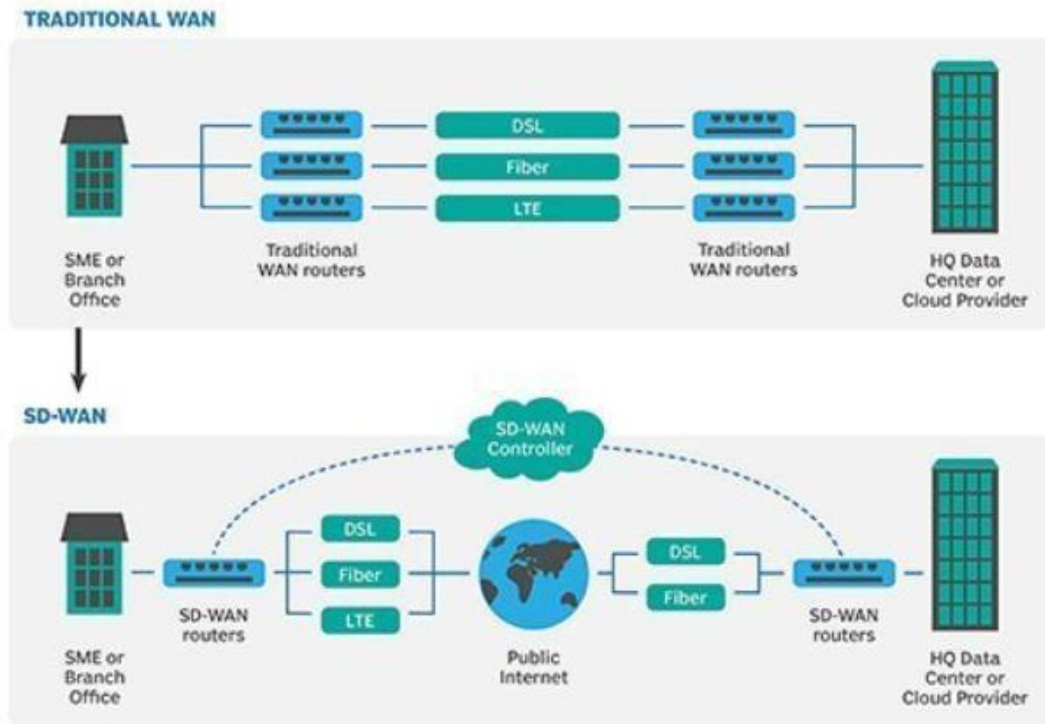 TRADITIONAL WAN
DSL
Fiber
LTE
SME or
Branch
Office
Traditional
WAN routers
Traditional
WAN routers
HQ Data
Center or
Cloud Provider
SD-WAN
SD-WAN
Controller
DSL
Fiber
LTE
DSL
Fiber
SD-WAN
routers
SD-WAN
routers
SME or
Branch
Office
Public
Internet
HQ Data
Center or
Cloud Provider